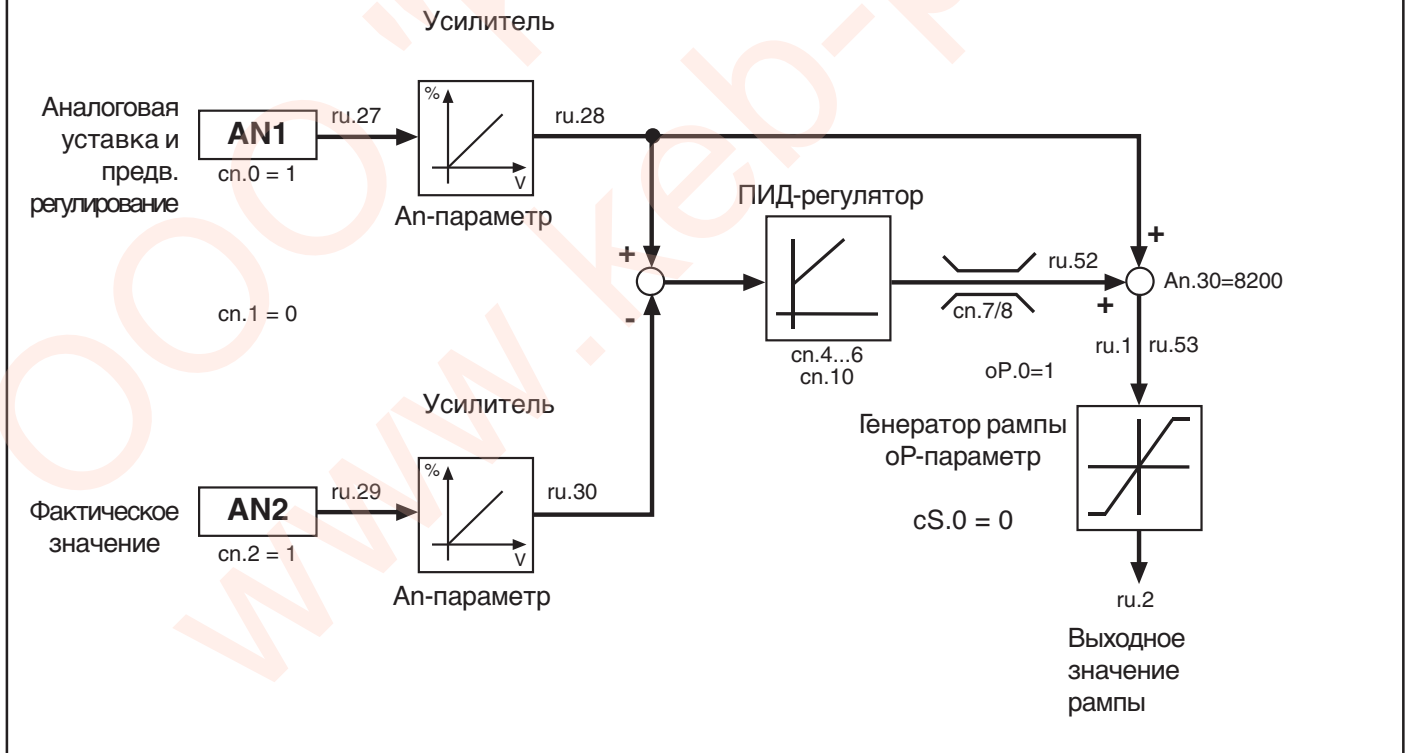 Усилитель
Аналоговая
уставка и
предв.
регулирование
AN1
cn.0 = 1
ru.27
%
V
An-параметр
ru.28
ПИД-регулятор
+
-
cn.1 = 0
cn.4...6
cn.10
ru.52
cn.7/8
+
+
An.30=8200
ru.1
ru.53
oP.0=1
Усилитель
Генератор рампы
oP-параметр
cS.0 = 0
Фактическое
значение
AN2
cn.2 = 1
ru.29
%
V
An-параметр
ru.30
ru.2
Выходное
значение
рампы
ООО "К
www.keb-р